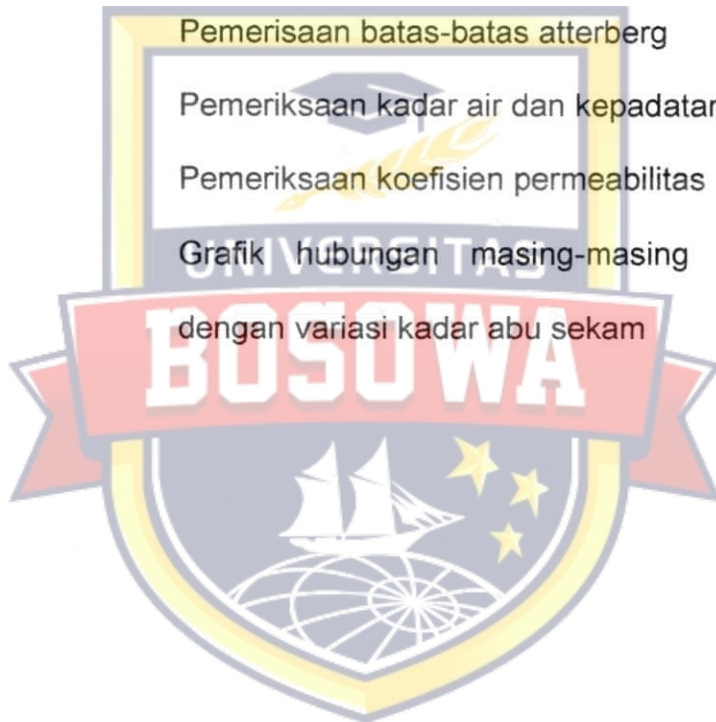 Pemerisaan batas-batas atterberg
Pemeriksaan kadar air dan kepadatan
Pemeriksaan koefisien permeabilitas
Grafik hubungan masing-masing
UNIVERSITAS
dengan variasi kadar abu sekam
BOSOWA